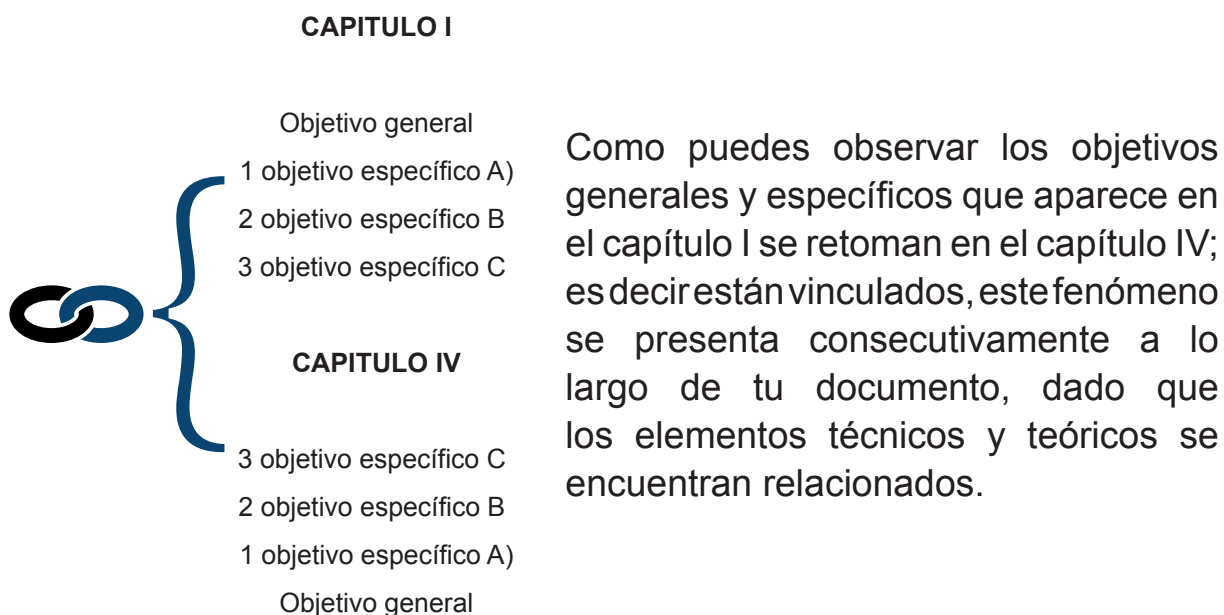 CAPITULO I
Objetivo general
1 objetivo específico A)
2 objetivo específico B
3 objetivo específico C
CAPITULO IV
3 objetivo específico C
2 objetivo específico B
1 objetivo específico A)
Objetivo general
Como puedes observar los objetivos
generales y específicos que aparece en
el capítulo I se retoman en el capítulo IV;
es decir están vinculados, este fenómeno
se presenta consecutivamente a lo
largo de tu documento, dado que
los elementos técnicos y teóricos se
encuentran relacionados.